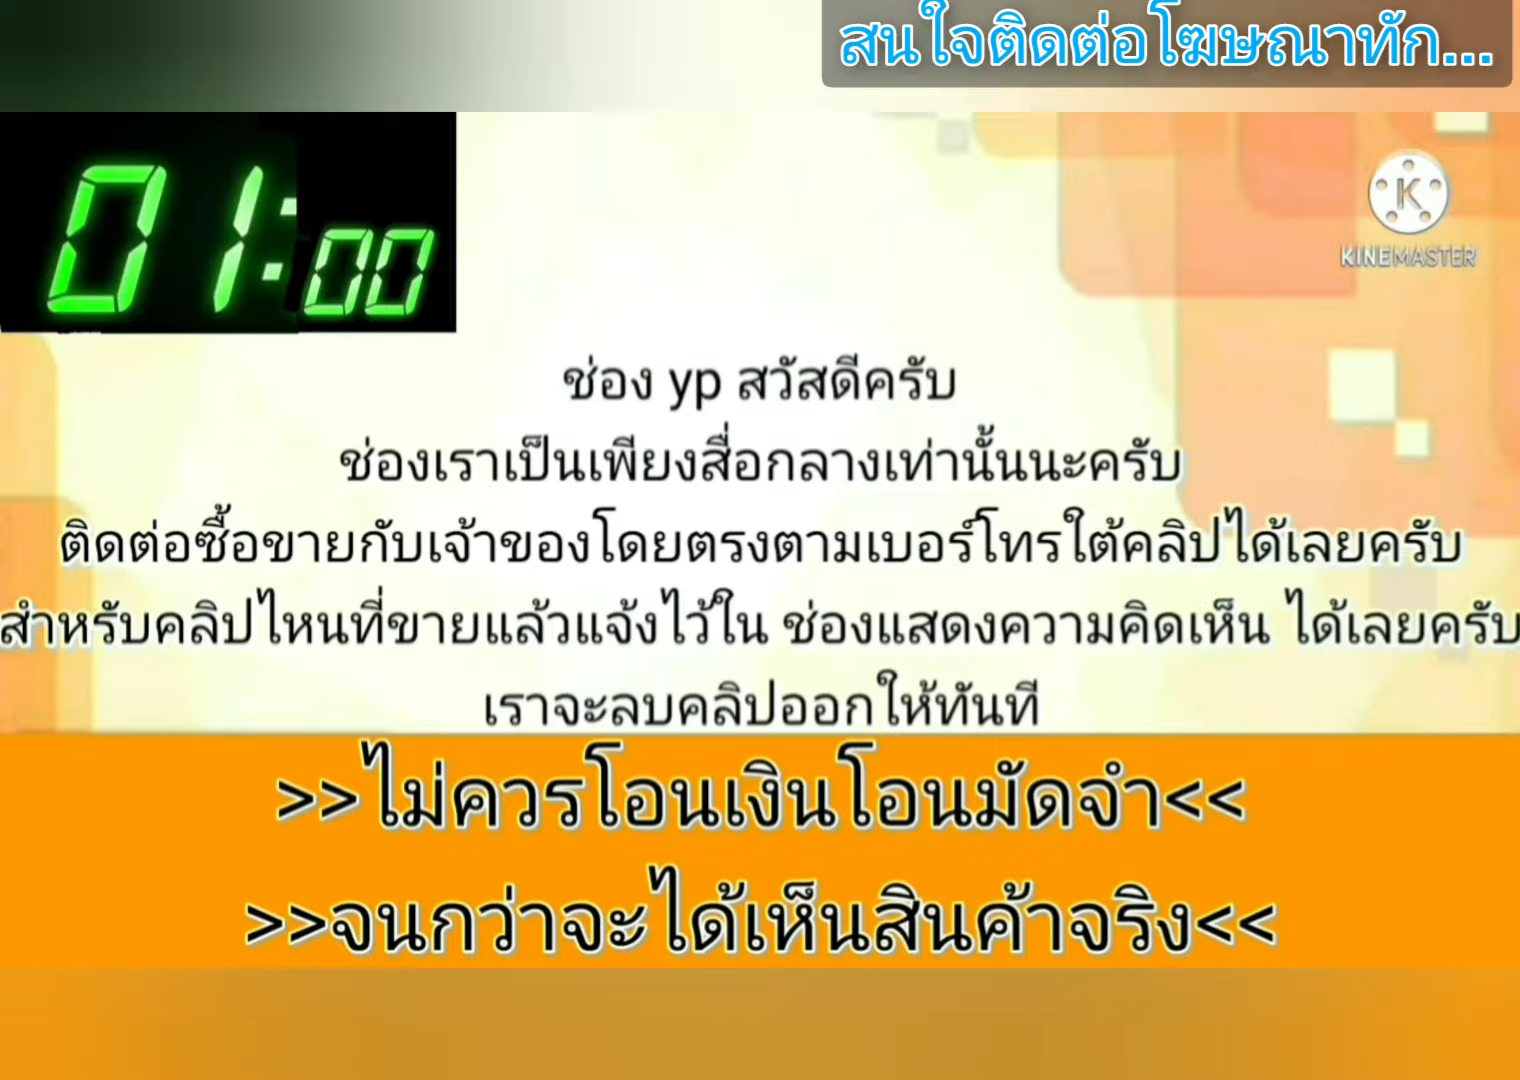 สนใจติดต่อโฆษณาทัก...
01:00
K
KINEMASTER
ช่อง yp สวัสดีครับ
ช่องเราเป็นเพียงสื่อกลางเท่านั้นนะครับ
ติดต่อซื้อขายกับเจ้าของโดยตรงตามเบอร์โทรใต้คลิปได้เลยครับ
สำหรับคลิปไหนที่ขายแล้วแจ้งไว้ใน ช่องแสดงความคิดเห็น ได้เลยครับ
เราจะลบคลิปออกให้ทันที
>>ไม่ควรโอนเงินโอนมัดจำ<<
>>จนกว่าจะได้เห็นสินค้าจริง<<